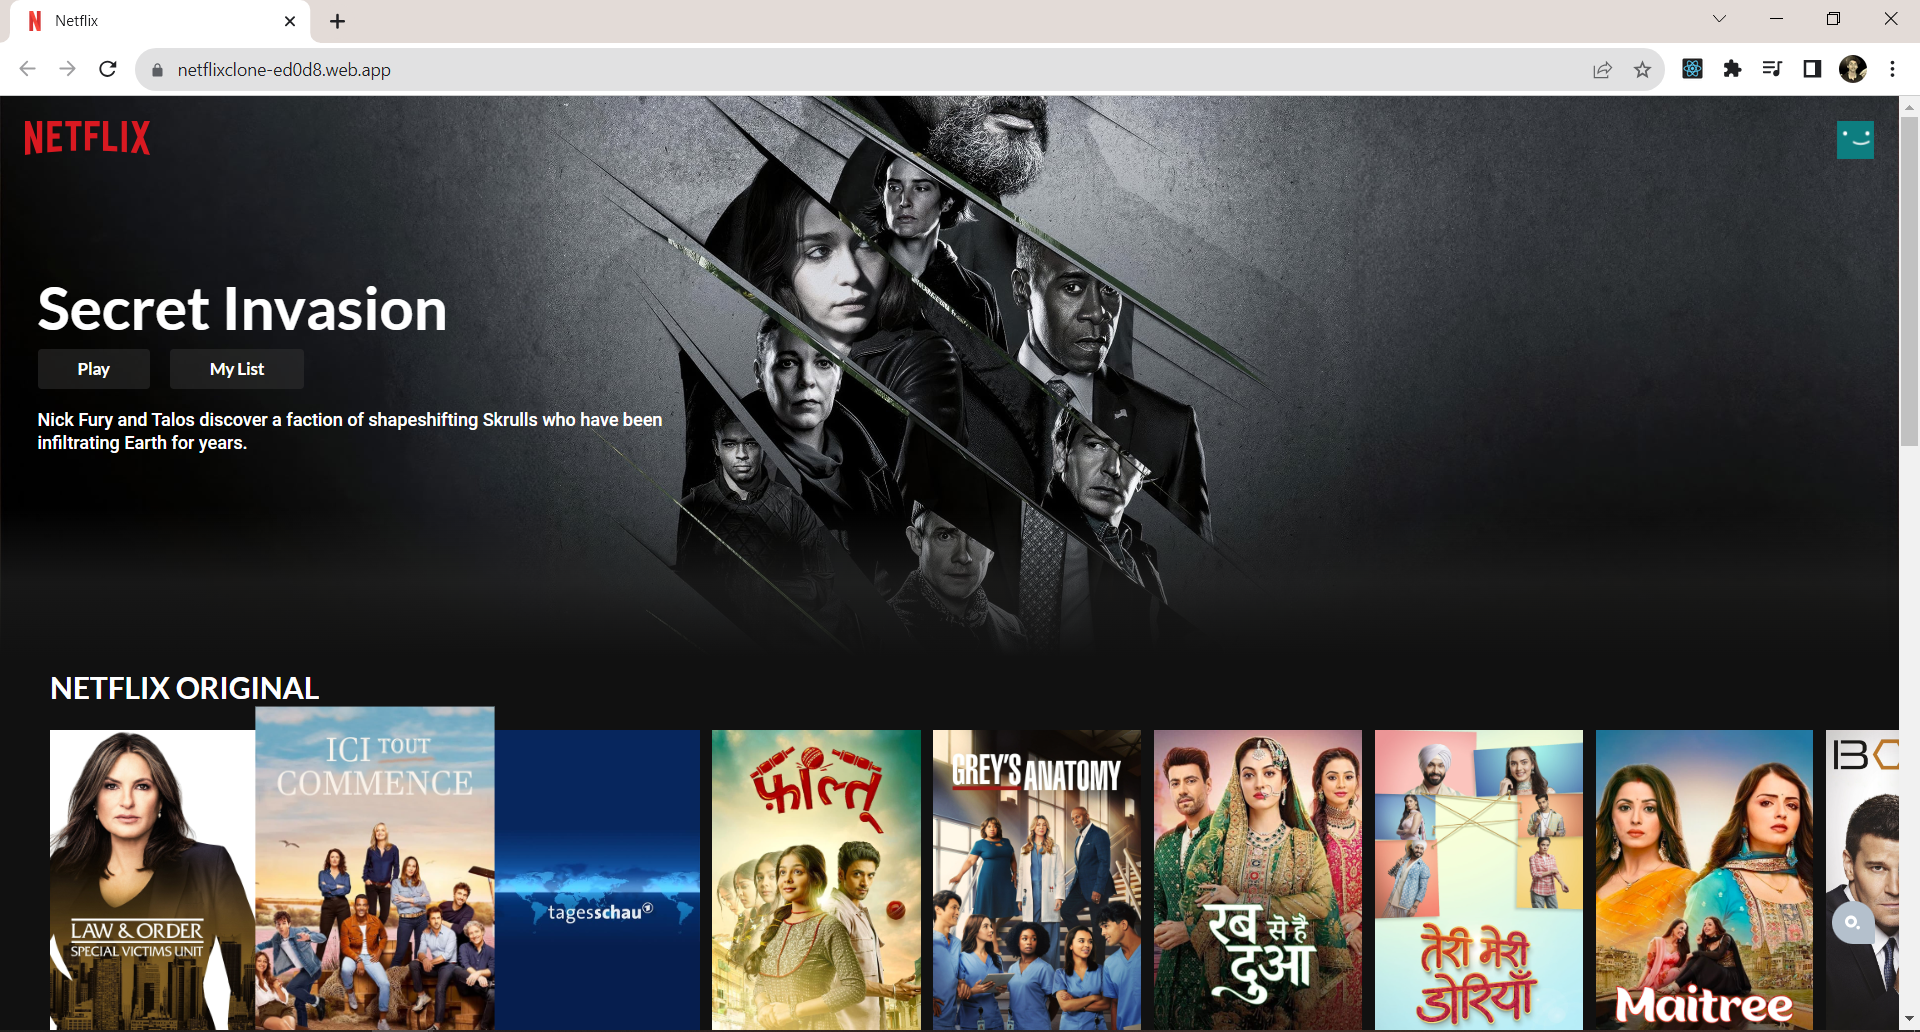 Netflix
netflixclone-ed0d8.web.app
NETFLIX
Secret Invasion
Play
My List
Nick Fury and Talos discover a faction of shapeshifting Skrulls who have been
infiltrating Earth for years.
NETFLIX ORIGINAL
LAW & ORDER
SPECIAL VICTIMS UNIT
ICI TOUT
COMMENCE
tagesschau
फ़ालतू
GREY'S ANATOMY
रब से है
दुआ
तेरी मेरी
डोरियाँ
Maitree
BO